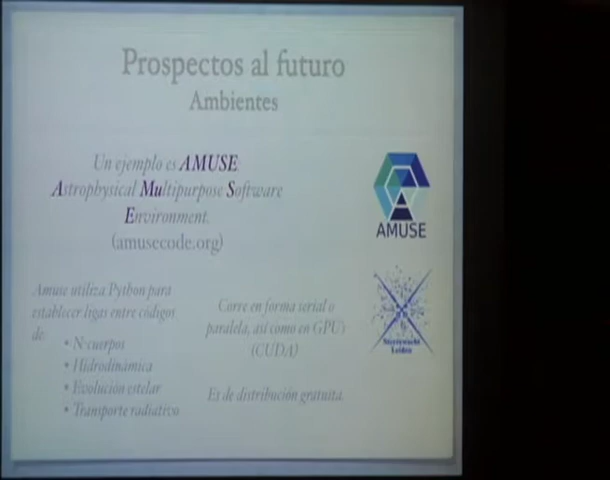 Prospectos al futuro
Ambientes
Un ejemplo es AMUSE
Astrophysical Multipurpose Software
Environment.
(amusecode.org)
AMUSE
Amuse utiliza Python para
establecer ligas entre códigos
de:
• N-cuerpos
• Hidrodinámica
• Evolución estelar
• Transporte radiativo
Corre en forma serial o
paralela, así como en GPU
(CUDA)
Es de distribución gratuita.
Sterrewacht
Leiden